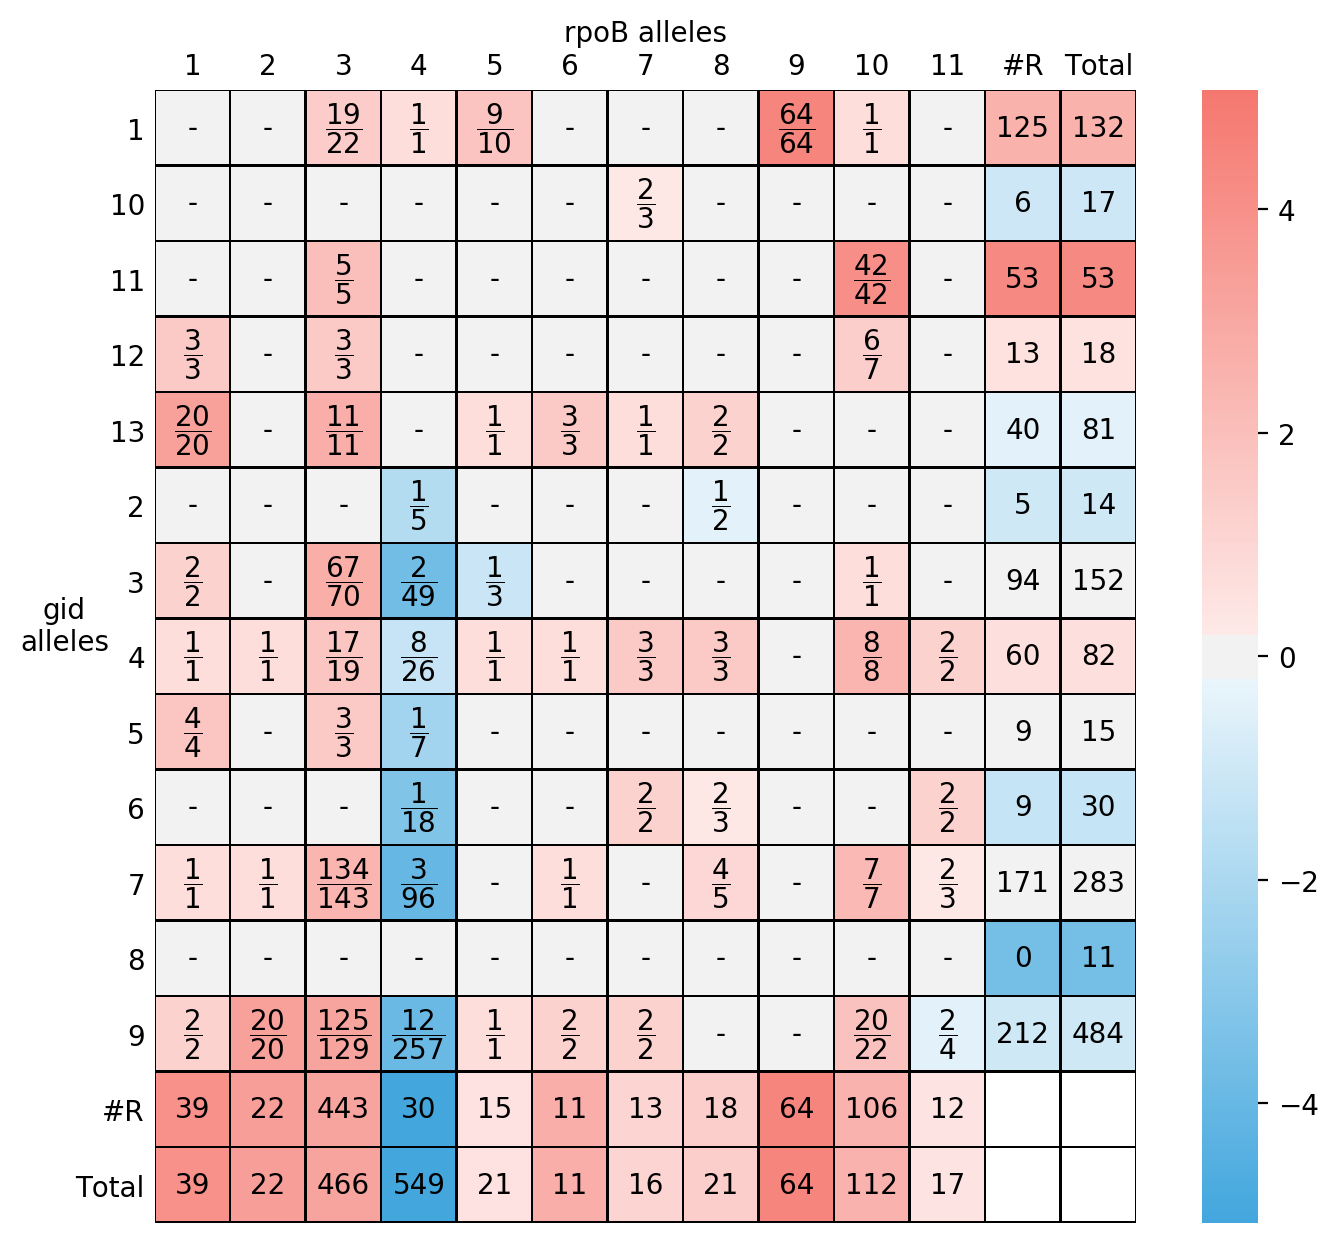 rpoB alleles
1 2 3 4 5 6 7 8 9 10 11 #R Total
1 - - 19/22 1/1 9/10 - - - 64/64 1/1 - 125 132
10 - - - - - - 2/3 - - - - 6 17
11 - - 5/5 - - - - - - 42/42 - 53 53
12 3/3 - 3/3 - - - - - - 6/7 - 13 18
13 20/20 - 11/11 - 1/1 3/3 1/1 2/2 - - - 40 81
2 - - - 1/5 - - - 1/2 - - - 5 14
3 2/2 - 67/70 2/49 1/3 - - - - 1/1 - 94 152
gid
alleles
4 1/1 1/1 17/19 8/26 1/1 1/1 3/3 3/3 - 8/8 2/2 60 82
5 4/4 - 3/3 1/7 - - - - - - - 9 15
6 - - - 1/18 - - 2/2 2/3 - - 2/2 9 30
7 1/1 1/1 134/143 3/96 - 1/1 - 4/5 - 7/7 2/3 171 283
8 - - - - - - - - - - - 0 11
9 2/2 20/20 125/129 12/257 1/1 2/2 2/2 - - 20/22 2/4 212 484
#R 39 22 443 30 15 11 13 18 64 106 12
Total 39 22 466 549 21 11 16 21 64 112 17
4
2
0
−2
−4